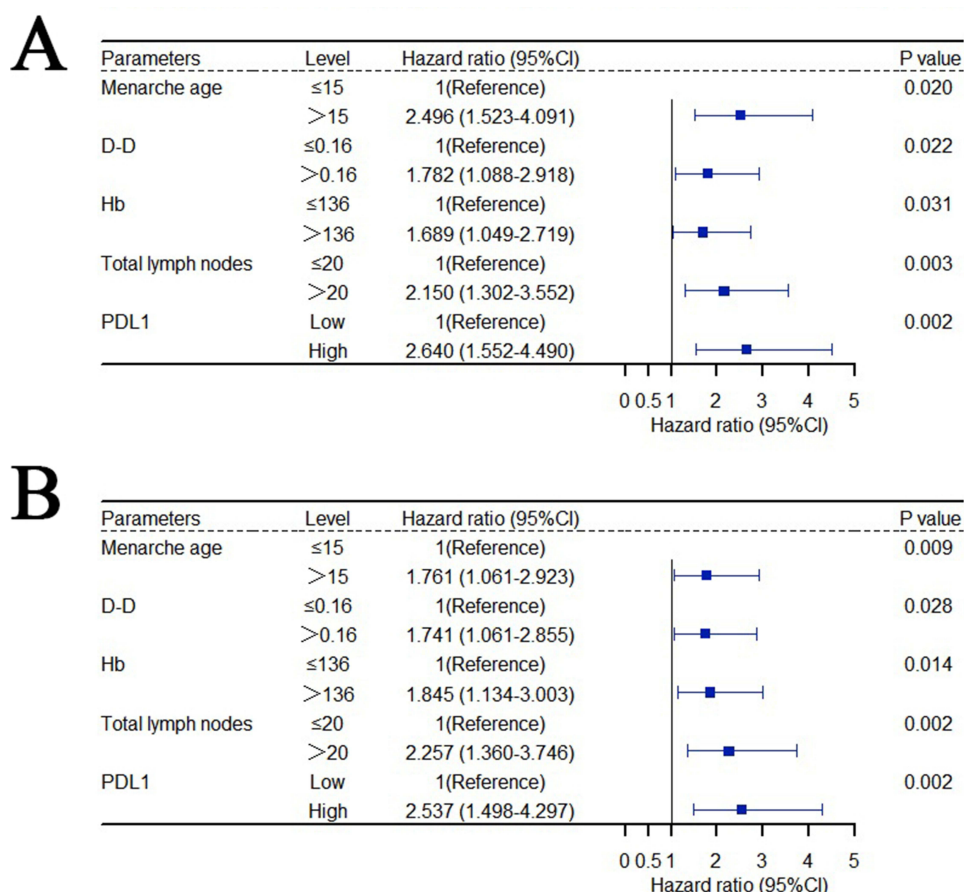 A
Parameters Level Hazard ratio (95%CI) P value
Menarche age ≤15 1(Reference) 0.020
>15 2.496 (1.523-4.091)
D-D ≤0.16 1(Reference) 0.022
>0.16 1.782 (1.088-2.918)
Hb ≤136 1(Reference) 0.031
>136 1.689 (1.049-2.719)
Total lymph nodes ≤20 1(Reference) 0.003
>20 2.150 (1.302-3.552)
PDL1 Low 1(Reference) 0.002
High 2.640 (1.552-4.490)
0 0.5 1 2 3 4 5
Hazard ratio (95%CI)
B
Parameters Level Hazard ratio (95%CI) P value
Menarche age ≤15 1(Reference) 0.009
>15 1.761 (1.061-2.923)
D-D ≤0.16 1(Reference) 0.028
>0.16 1.741 (1.061-2.855)
Hb ≤136 1(Reference) 0.014
>136 1.845 (1.134-3.003)
Total lymph nodes ≤20 1(Reference) 0.002
>20 2.257 (1.360-3.746)
PDL1 Low 1(Reference) 0.002
High 2.537 (1.498-4.297)
0 0.5 1 2 3 4 5
Hazard ratio (95%CI)